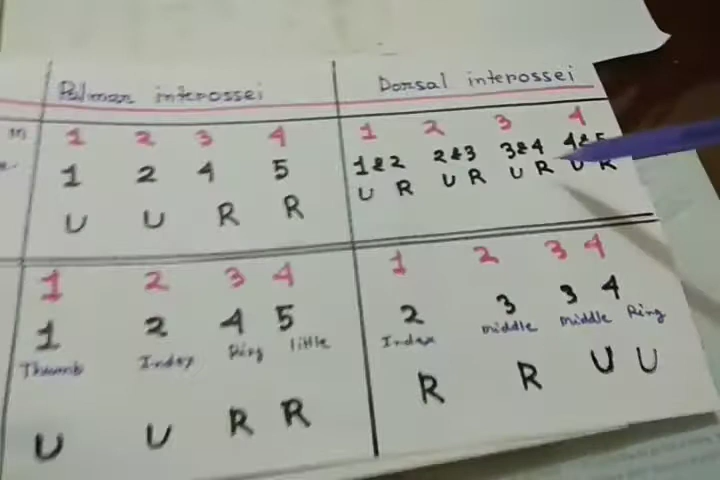 Palmar interossei Dorsal interossei
1 2 3 4 1 2 3 4
1 2 4 5 1&2 2&3 3&4 4&5
U U R R U R U R U R U R
1 2 3 4 1 2 3 4
1 2 4 5 2 3 3 4
Thumb Index Ring little Index middle middle Ring
U U R R R R U U